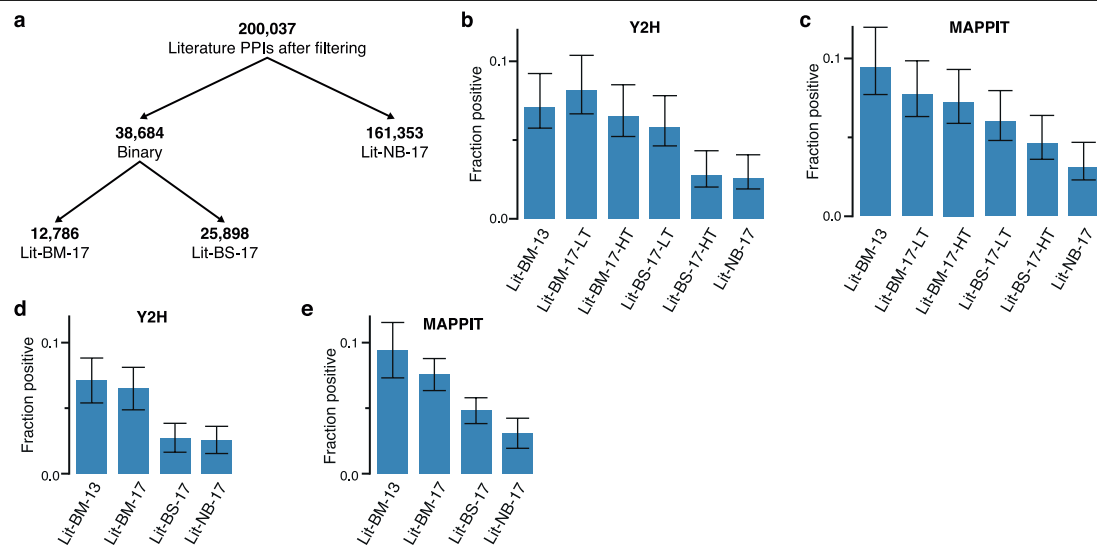 a
200,037
Literature PPIs after filtering
38,684
Binary
161,353
Lit-NB-17
12,786
Lit-BM-17
25,898
Lit-BS-17
b
Y2H
Fraction positive
0.1
0.0
Lit-BM-13
Lit-BM-17-LT
Lit-BM-17-HT
Lit-BS-17-LT
Lit-BS-17-HT
Lit-NB-17
c
MAPPIT
Fraction positive
0.1
0.0
Lit-BM-13
Lit-BM-17-LT
Lit-BM-17-HT
Lit-BS-17-LT
Lit-BS-17-HT
Lit-NB-17
d
Y2H
Fraction positive
0.1
0.0
Lit-BM-13
Lit-BM-17
Lit-BS-17
Lit-NB-17
e
MAPPIT
Fraction positive
0.1
0.0
Lit-BM-13
Lit-BM-17
Lit-BS-17
Lit-NB-17